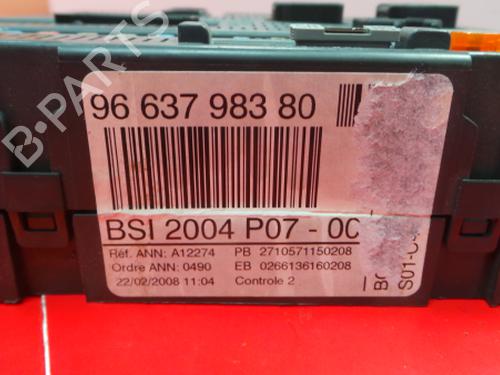 96 637 983 80
BSI 2004 P07 - 00
Réf. ANN: A12274 PB 2710571150208
Ordre ANN: 0490 EB 0266136160208
22/02/2008 11:04 Controle 2
B-PARTS